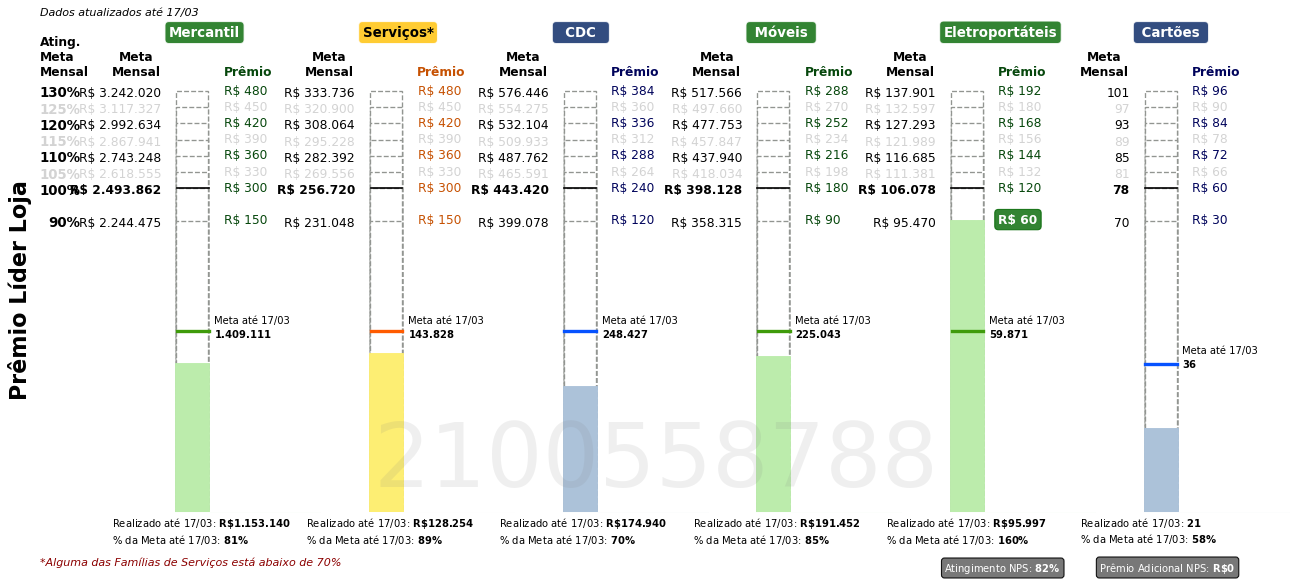 Dados atualizados até 17/03
Mercantil Serviços* CDC Móveis Eletroportáteis Cartões
Ating. Meta Mensal Meta Mensal Prêmio Meta Mensal Prêmio Meta Mensal Prêmio Meta Mensal Prêmio Meta Mensal Prêmio Meta Mensal Prêmio
130% R$ 3.242.020 R$ 480 R$ 333.736 R$ 480 R$ 576.446 R$ 384 R$ 517.566 R$ 288 R$ 137.901 R$ 192 101 R$ 96
125% R$ 3.117.327 R$ 450 R$ 320.900 R$ 450 R$ 554.275 R$ 360 R$ 497.660 R$ 270 R$ 132.597 R$ 180 97 R$ 90
120% R$ 2.992.634 R$ 420 R$ 308.064 R$ 420 R$ 532.104 R$ 336 R$ 477.753 R$ 252 R$ 127.293 R$ 168 93 R$ 84
115% R$ 2.867.941 R$ 390 R$ 295.228 R$ 390 R$ 509.933 R$ 312 R$ 457.847 R$ 234 R$ 121.989 R$ 156 89 R$ 78
110% R$ 2.743.248 R$ 360 R$ 282.392 R$ 360 R$ 487.762 R$ 288 R$ 437.940 R$ 216 R$ 116.685 R$ 144 85 R$ 72
105% R$ 2.618.555 R$ 330 R$ 269.556 R$ 330 R$ 465.591 R$ 264 R$ 418.034 R$ 198 R$ 111.381 R$ 132 81 R$ 66
100% R$ 2.493.862 R$ 300 R$ 256.720 R$ 300 R$ 443.420 R$ 240 R$ 398.128 R$ 180 R$ 106.078 R$ 120 78 R$ 60
90% R$ 2.244.475 R$ 150 R$ 231.048 R$ 150 R$ 399.078 R$ 120 R$ 358.315 R$ 90 R$ 95.470 R$ 60 70 R$ 30
Prêmio Líder Loja
Meta até 17/03 Meta até 17/03 Meta até 17/03 Meta até 17/03 Meta até 17/03
1.409.111 143.828 248.427 225.043 59.871
Meta até 17/03
36
2100558788
Realizado até 17/03: R$1.153.140 Realizado até 17/03: R$128.254 Realizado até 17/03: R$174.940 Realizado até 17/03: R$191.452 Realizado até 17/03: R$95.997 Realizado até 17/03: 21
% da Meta até 17/03: 81% % da Meta até 17/03: 89% % da Meta até 17/03: 70% % da Meta até 17/03: 85% % da Meta até 17/03: 160% % da Meta até 17/03: 58%
*Alguma das Famílias de Serviços está abaixo de 70% Atingimento NPS: 82% Prêmio Adicional NPS: R$0